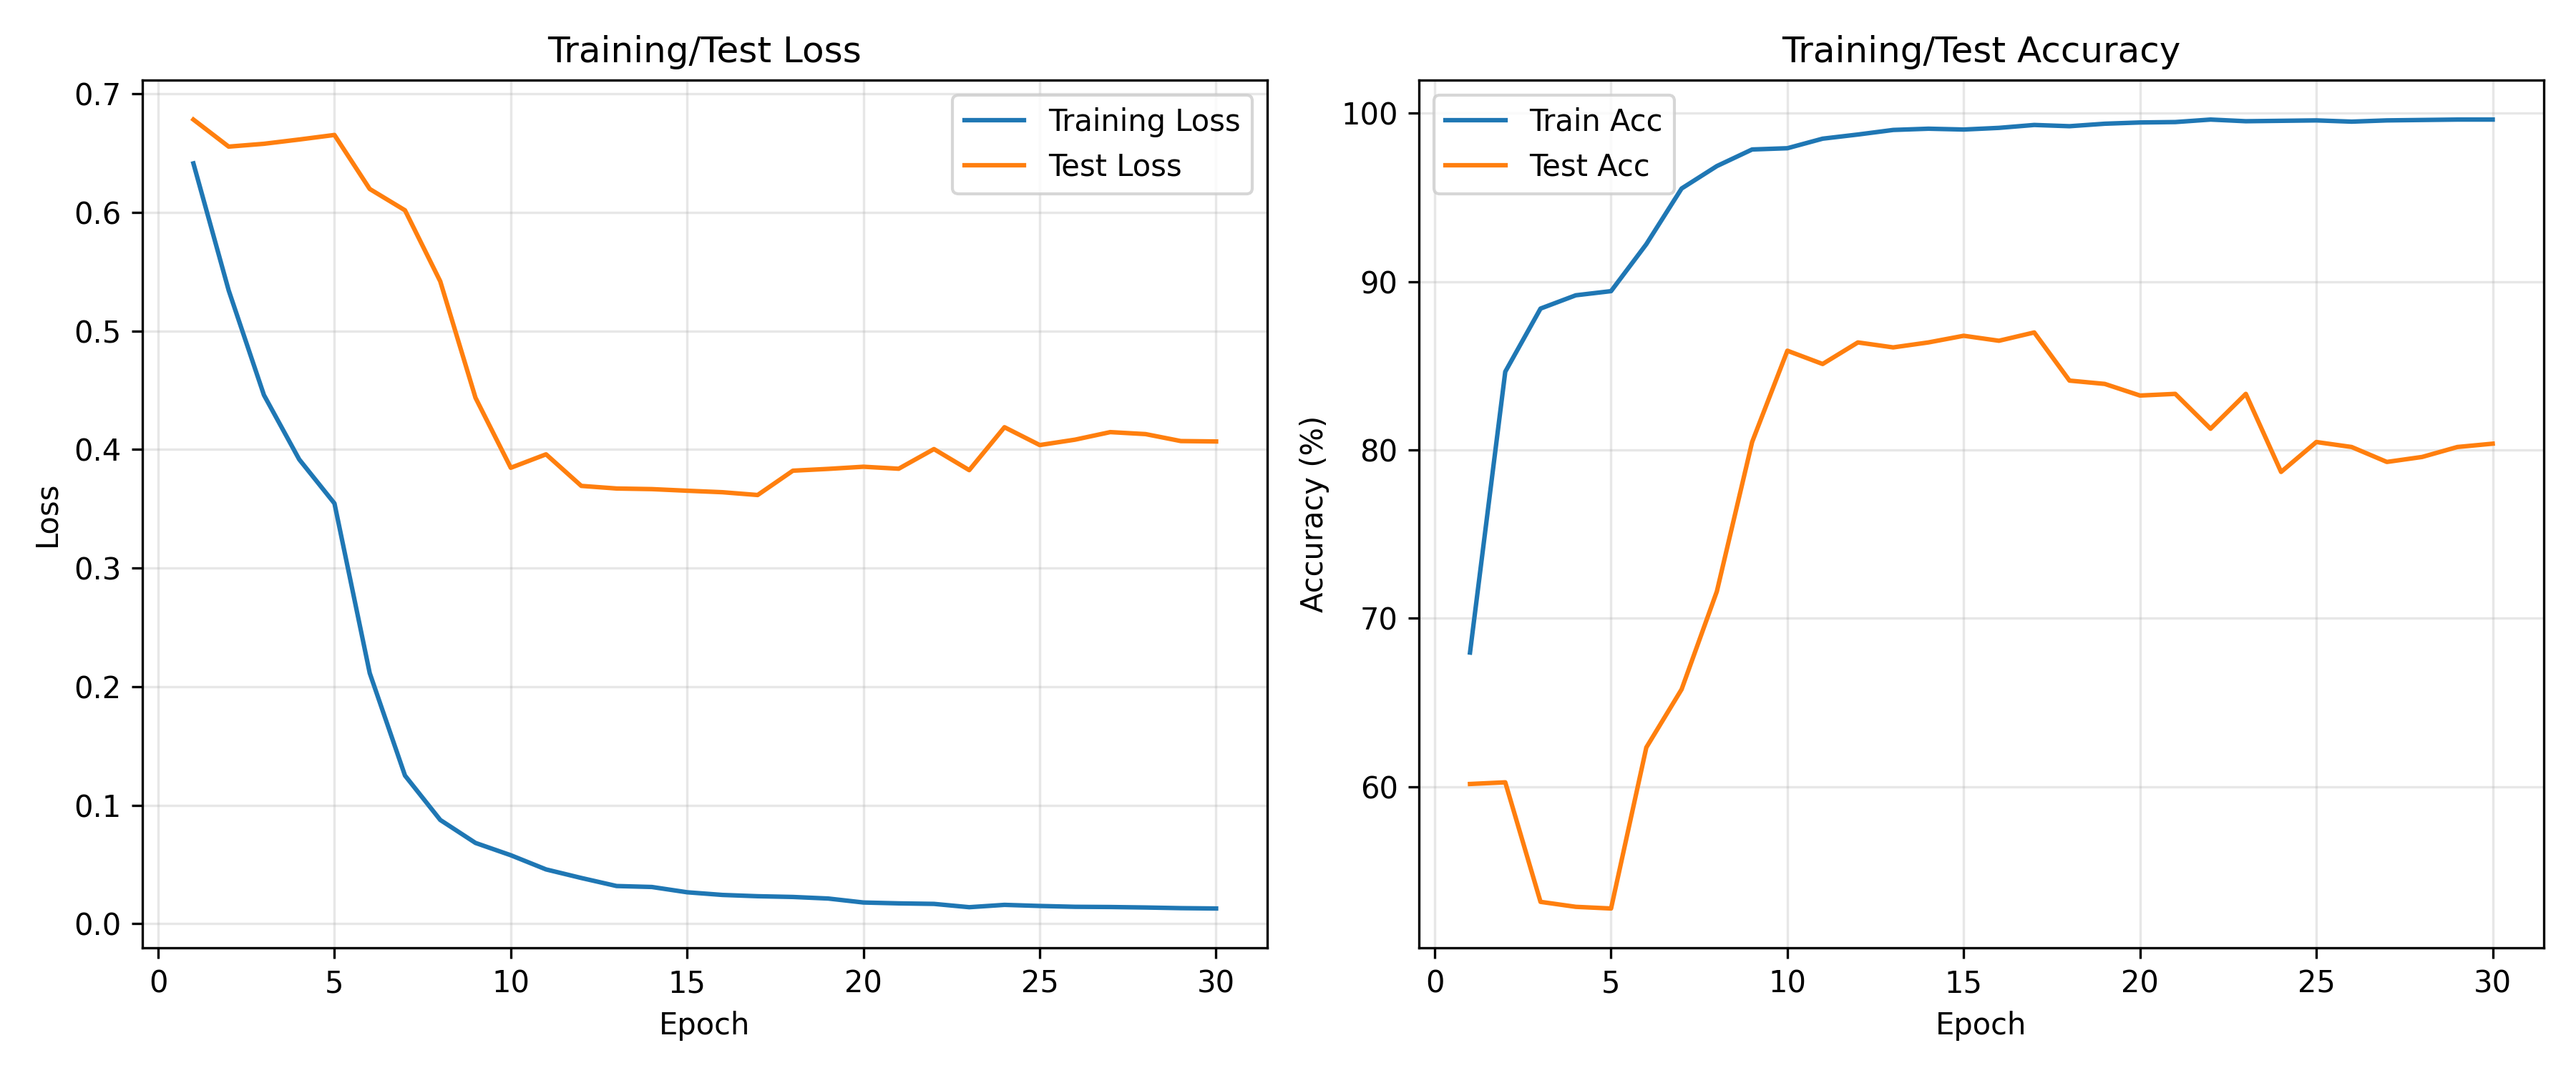 Training/Test Loss
0.7
0.6
0.5
0.4
0.3
0.2
0.1
0.0
Loss
Training Loss
Test Loss
0 5 10 15 20 25 30
Epoch
Training/Test Accuracy
100
90
80
70
60
Accuracy (%)
Train Acc
Test Acc
0 5 10 15 20 25 30
Epoch